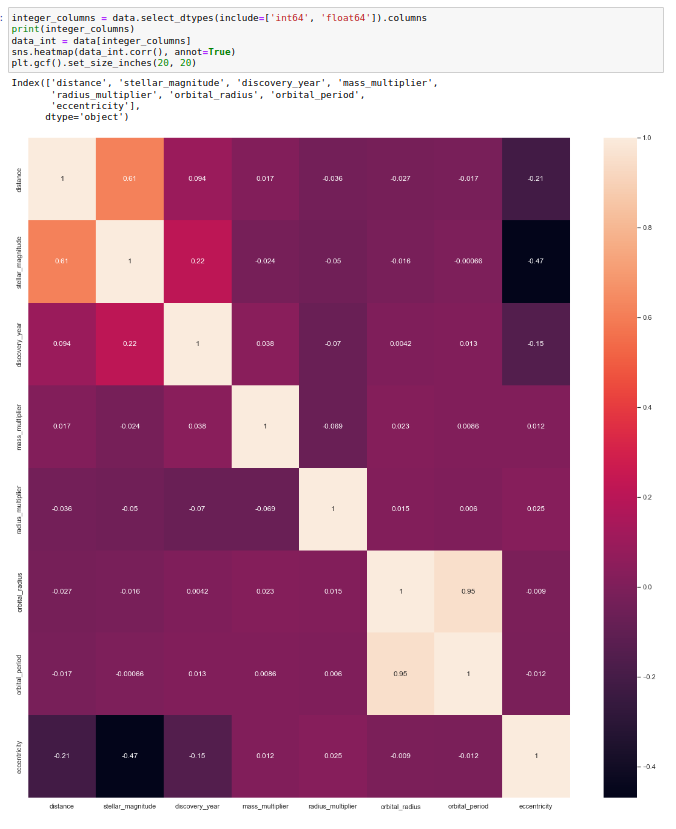 integer_columns = data.select_dtypes(include=['int64', 'float64']).columns
print(integer_columns)
data_int = data[integer_columns]
sns.heatmap(data_int.corr(), annot=True)
plt.gcf().set_size_inches(20, 20)
Index(['distance', 'stellar_magnitude', 'discovery_year', 'mass_multiplier',
'radius_multiplier', 'orbital_radius', 'orbital_period',
'eccentricity'],
dtype='object')
distance 1 0.61 0.094 0.017 -0.036 -0.027 -0.017 -0.21
stellar_magnitude 0.61 1 0.22 -0.024 -0.05 -0.016 -0.00066 -0.47
discovery_year 0.094 0.22 1 0.038 -0.07 0.0042 0.013 -0.15
mass_multiplier 0.017 -0.024 0.038 1 -0.069 0.023 0.0086 0.012
radius_multiplier -0.036 -0.05 -0.07 -0.069 1 0.015 0.006 0.025
orbital_radius -0.027 -0.016 0.0042 0.023 0.015 1 0.95 -0.009
orbital_period -0.017 -0.00066 0.013 0.0086 0.006 0.95 1 -0.012
eccentricity -0.21 -0.47 -0.15 0.012 0.025 -0.009 -0.012 1
distance stellar_magnitude discovery_year mass_multiplier radius_multiplier orbital_radius orbital_period eccentricity
1.0
0.8
0.6
0.4
0.2
0.0
-0.2
-0.4